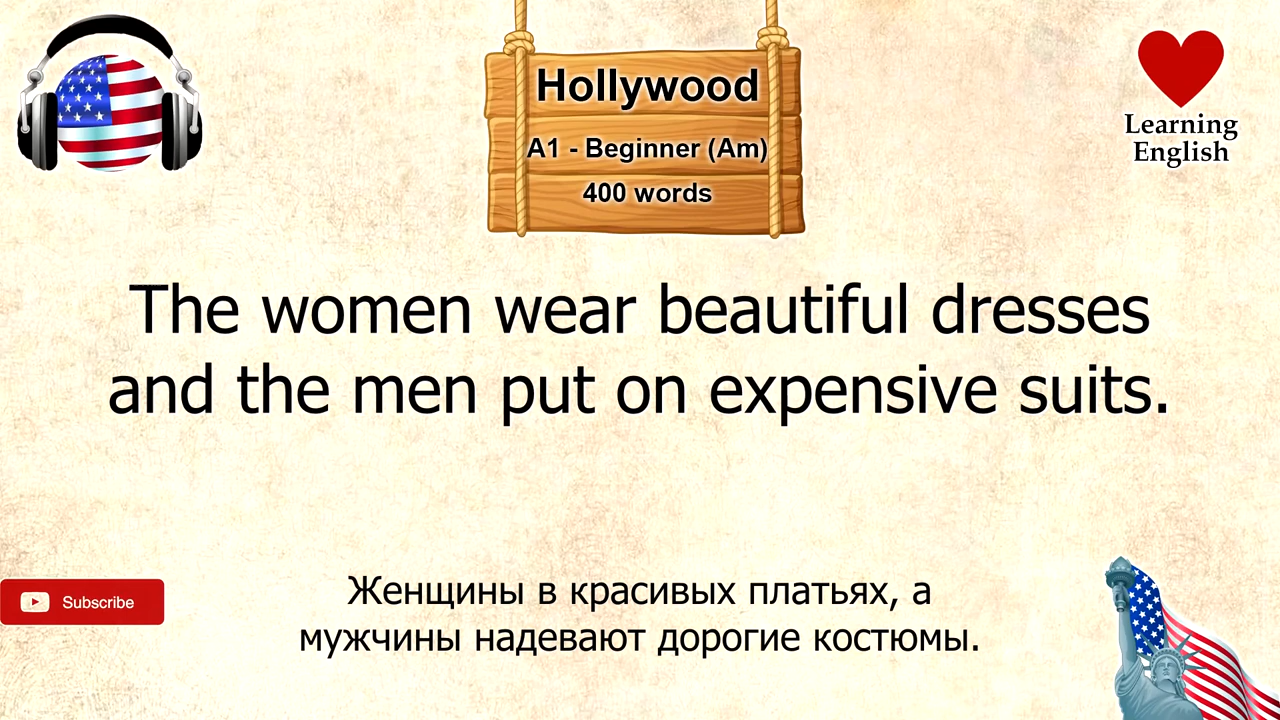 Hollywood
A1 - Beginner (Am)
400 words
Learning
English
The women wear beautiful dresses
and the men put on expensive suits.
Subscribe
Женщины в красивых платьях, а
мужчины надевают дорогие костюмы.